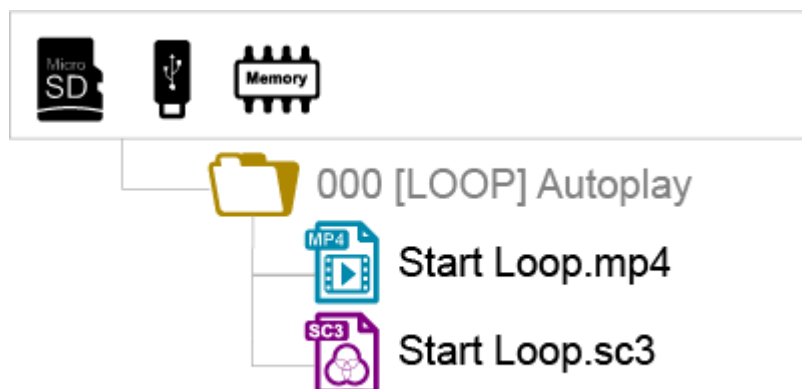 Micro
SD
Memory
000 [LOOP] Autoplay
MP4
Start Loop.mp4
SC3
Start Loop.sc3